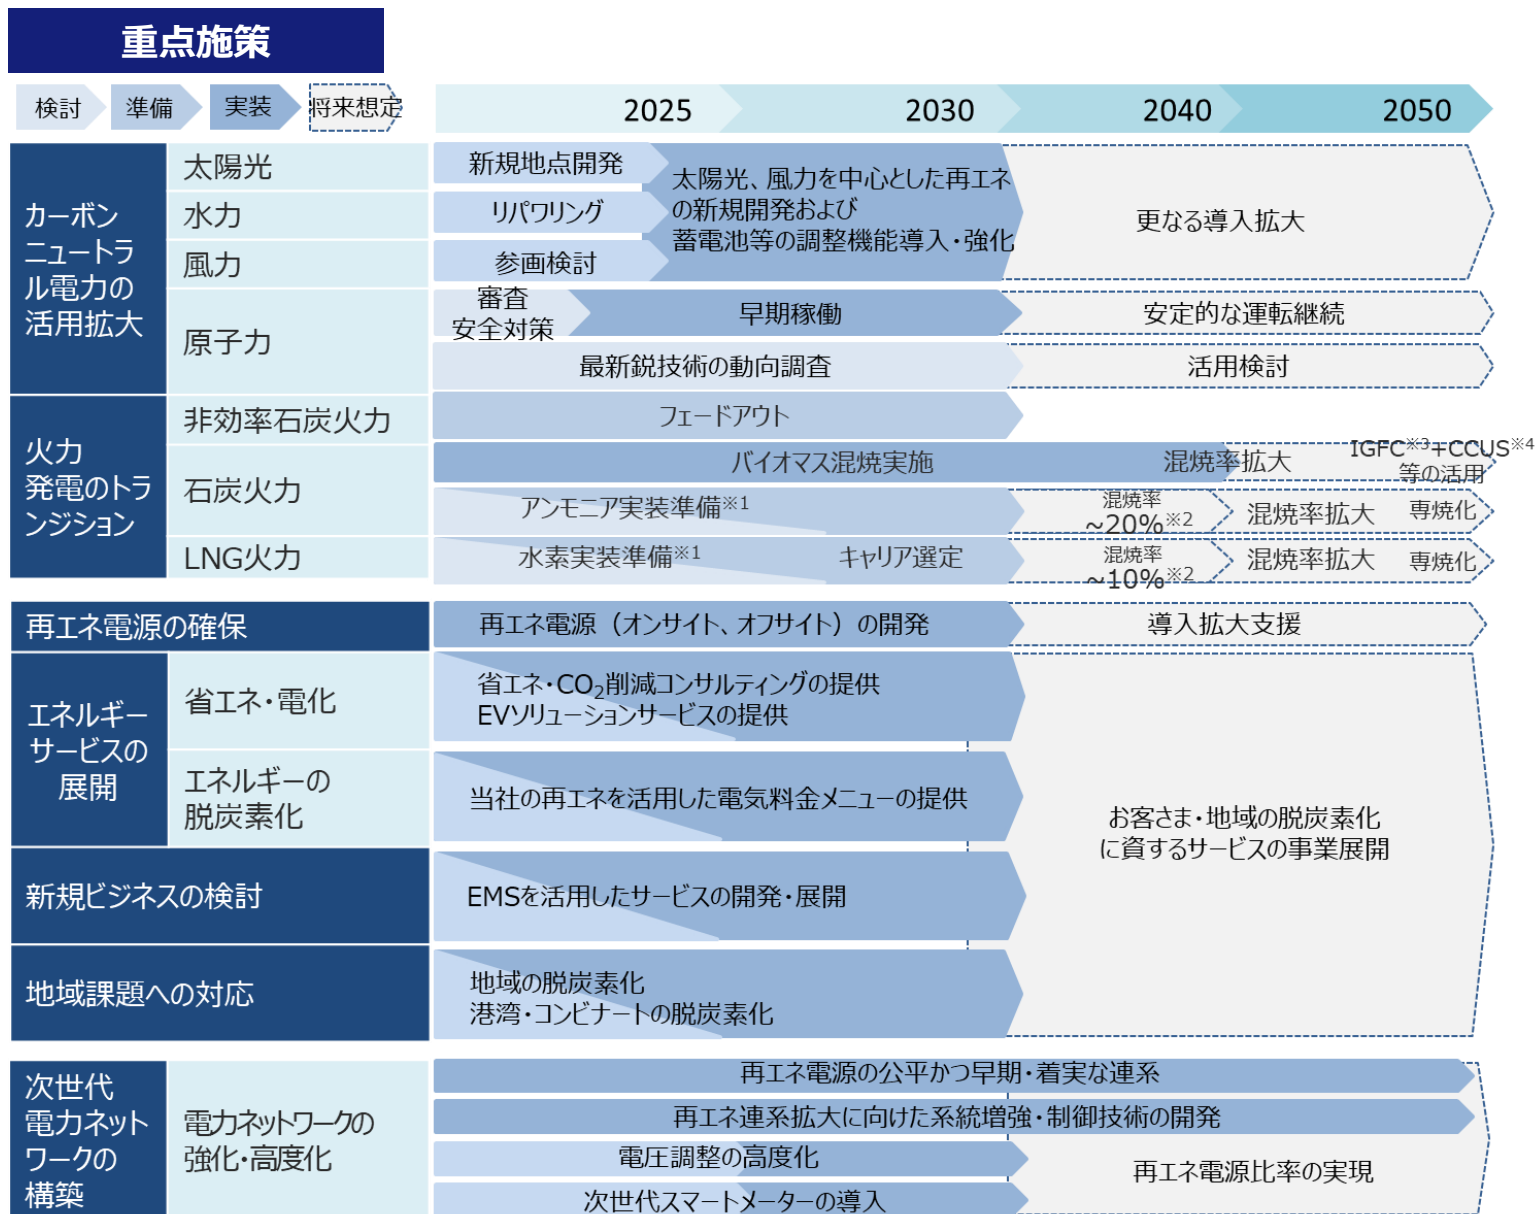 重点施策
検討
準備
実装
将来想定
2025
2030
2040
2050
カーボン
ニュートラ
ル電力の
活用拡大
太陽光
水力
風力
原子力
新規地点開発
リパワリング
参画検討
太陽光、風力を中心とした再エネ
の新規開発および
蓄電池等の調整機能導入・強化
更なる導入拡大
審査
安全対策
早期稼働
安定的な運転継続
最新鋭技術の動向調査
活用検討
火力
発電のトラ
ンジション
非効率石炭火力
石炭火力
LNG火力
フェードアウト
バイオマス混焼実施
混焼率拡大
IGFC※3+CCUS※4
等の活用
アンモニア実装準備※1
混焼率
~20%※2
混焼率拡大
専焼化
水素実装準備※1
キャリア選定
混焼率
~10%※2
混焼率拡大
専焼化
再エネ電源の確保
再エネ電源（オンサイト、オフサイト）の開発
導入拡大支援
エネルギー
サービスの
展開
省エネ・電化
省エネ・CO₂削減コンサルティングの提供
EVソリューションサービスの提供
エネルギーの
脱炭素化
当社の再エネを活用した電気料金メニューの提供
お客さま・地域の脱炭素化
に資するサービスの事業展開
新規ビジネスの検討
EMSを活用したサービスの開発・展開
地域課題への対応
地域の脱炭素化
港湾・コンビナートの脱炭素化
次世代
電力ネット
ワークの
構築
電力ネットワークの
強化・高度化
再エネ電源の公平かつ早期・着実な連系
再エネ連系拡大に向けた系統増強・制御技術の開発
電圧調整の高度化
次世代スマートメーターの導入
再エネ電源比率の実現